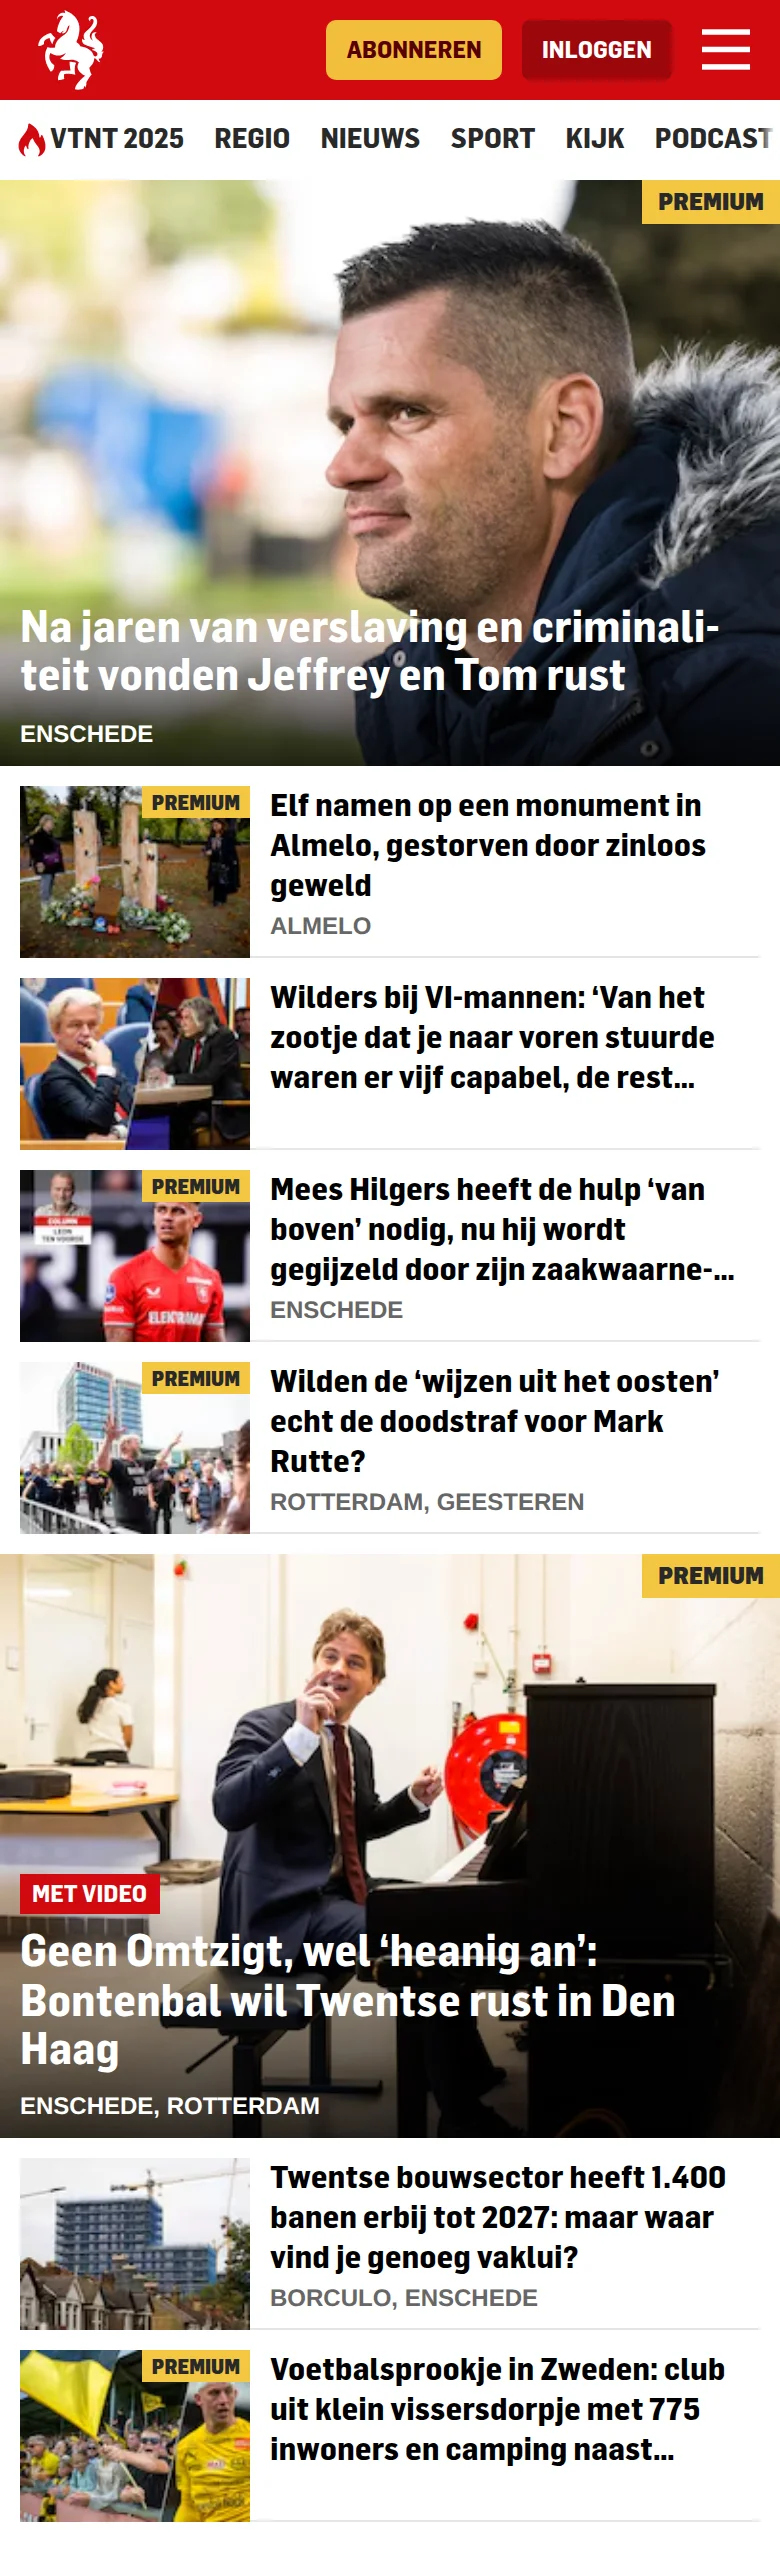 ABONNEREN
INLOGGEN
VTNT 2025 REGIO NIEUWS SPORT KIJK PODCAST
PREMIUM
Na jaren van verslaving en criminali-
teit vonden Jeffrey en Tom rust
ENSCHEDE
PREMIUM
Elf namen op een monument in
Almelo, gestorven door zinloos
geweld
ALMELO
Wilders bij VI-mannen: ‘Van het
zootje dat je naar voren stuurde
waren er vijf capabel, de rest...
PREMIUM
COLUMN
LEON
TEN VOORDE
Mees Hilgers heeft de hulp ‘van
boven’ nodig, nu hij wordt
gegijzeld door zijn zaakwaarne-...
ENSCHEDE
PREMIUM
Wilden de ‘wijzen uit het oosten’
echt de doodstraf voor Mark
Rutte?
ROTTERDAM, GEESTEREN
PREMIUM
MET VIDEO
Geen Omtzigt, wel ‘heanig an’:
Bontenbal wil Twentse rust in Den
Haag
ENSCHEDE, ROTTERDAM
Twentse bouwsector heeft 1.400
banen erbij tot 2027: maar waar
vind je genoeg vaklui?
BORCULO, ENSCHEDE
PREMIUM
Voetbalsprookje in Zweden: club
uit klein vissersdorpje met 775
inwoners en camping naast...